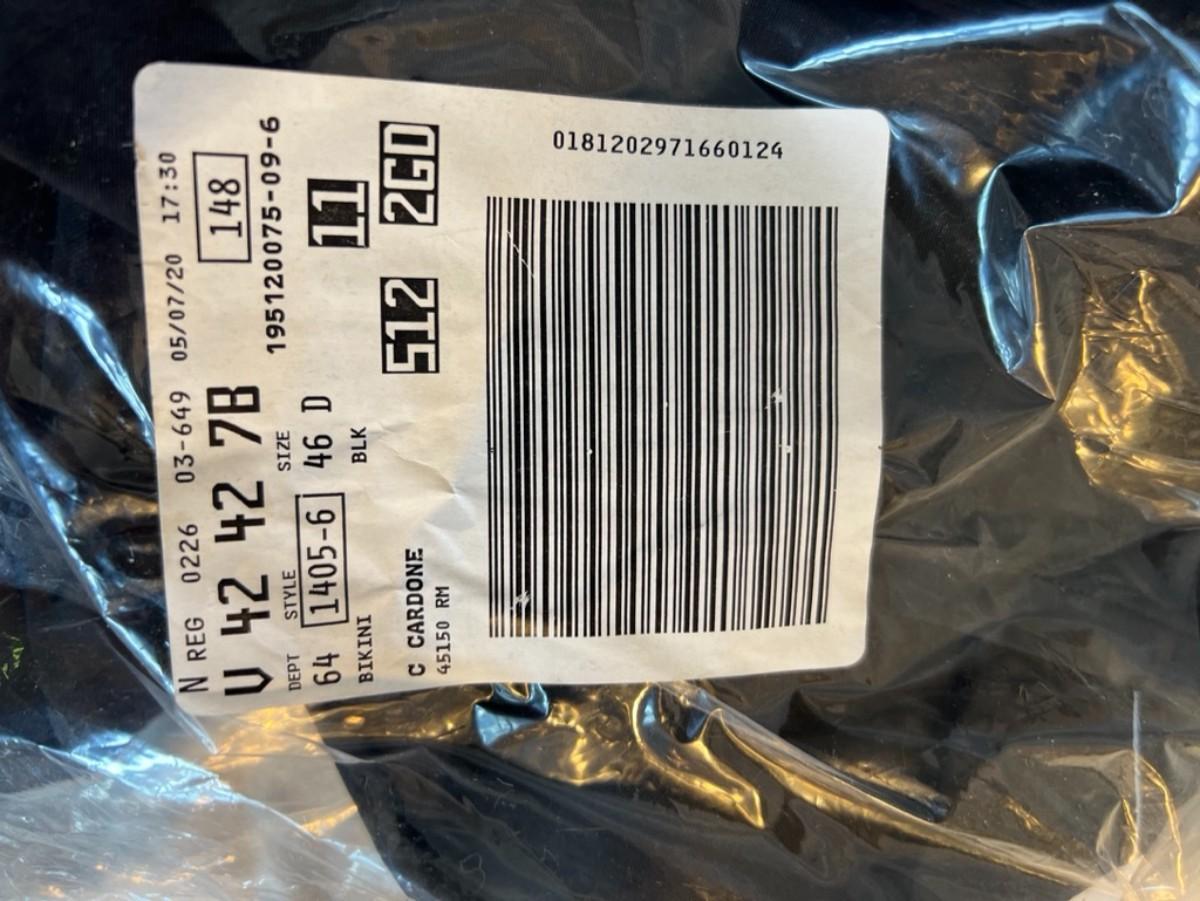 N REG 0226 03-649 05/07/20 17:30
V 42 42 7B 148
DEPT STYLE SIZE 195120075-09-6
64 1405-6 46 D 11
BIKINI BLK
C CARDONE 512 2GD
45150 RM
0181202971660124